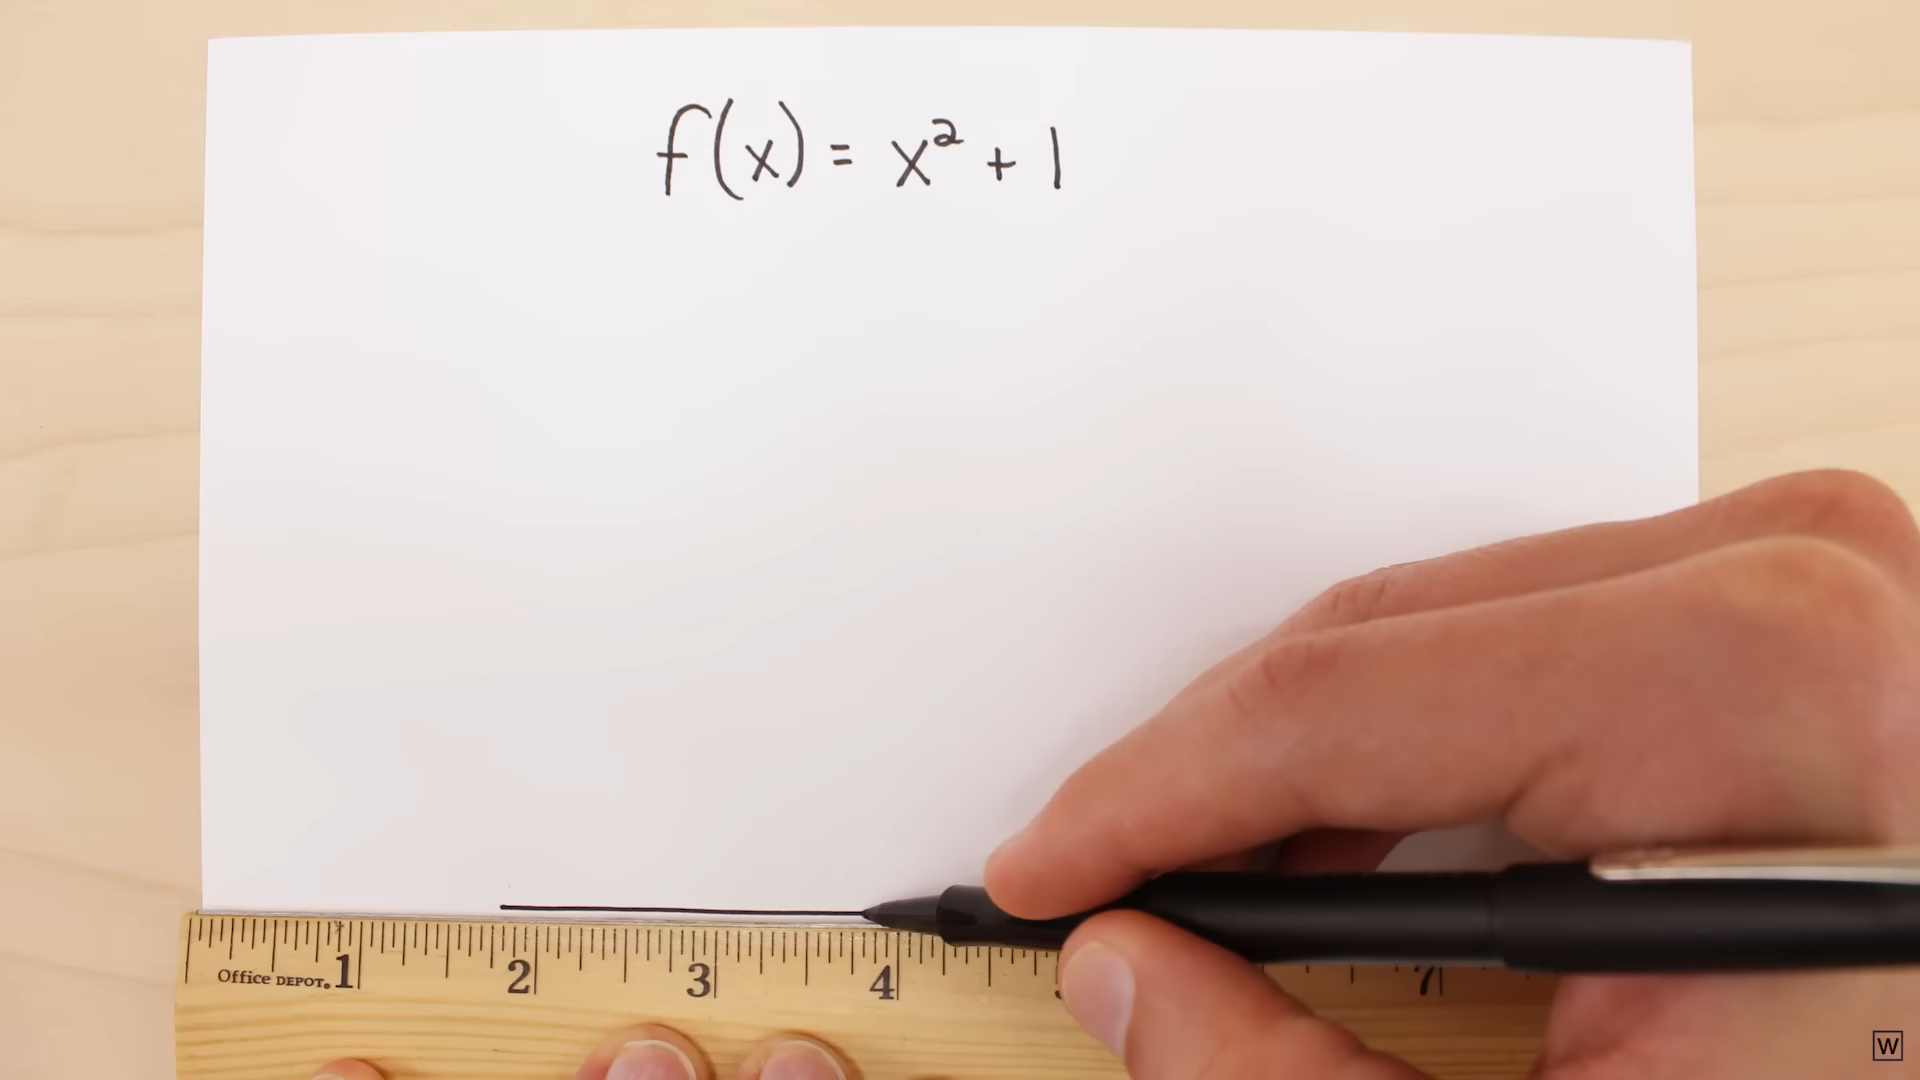 f(x) = x² + 1
Office DEPOT. 1 2 3 4 7
W